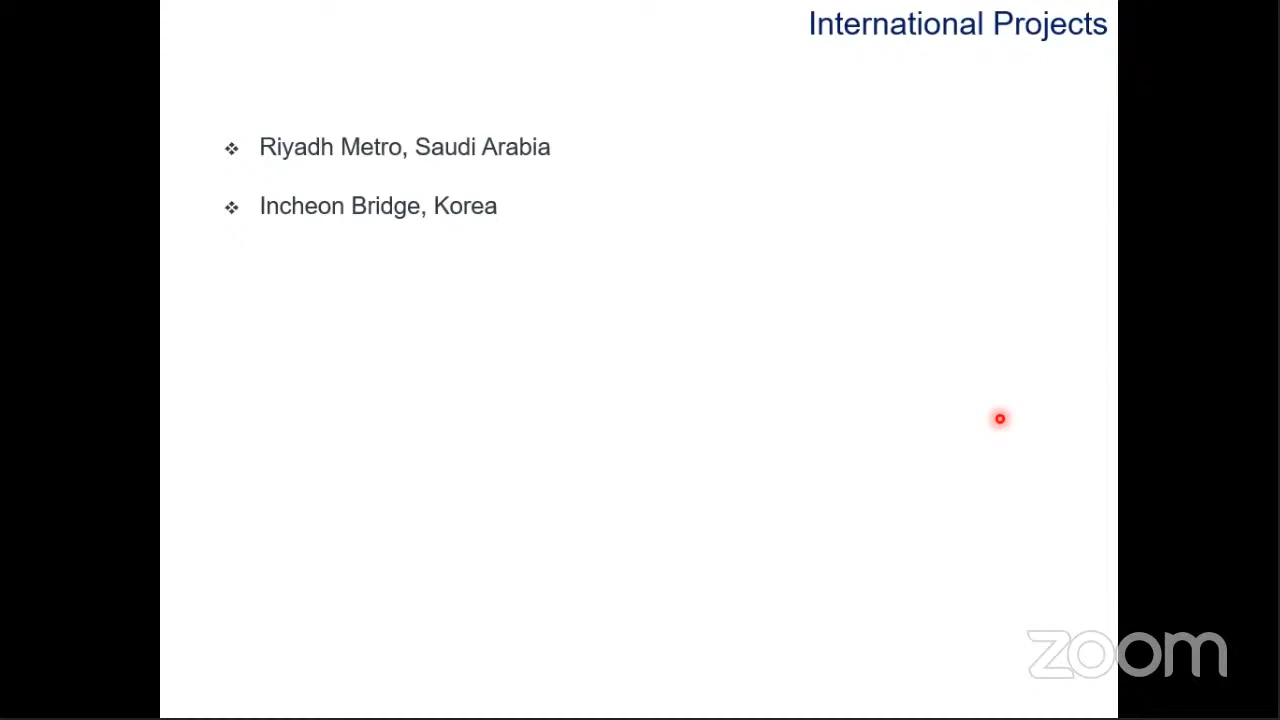 International Projects
Riyadh Metro, Saudi Arabia
Incheon Bridge, Korea
zoom